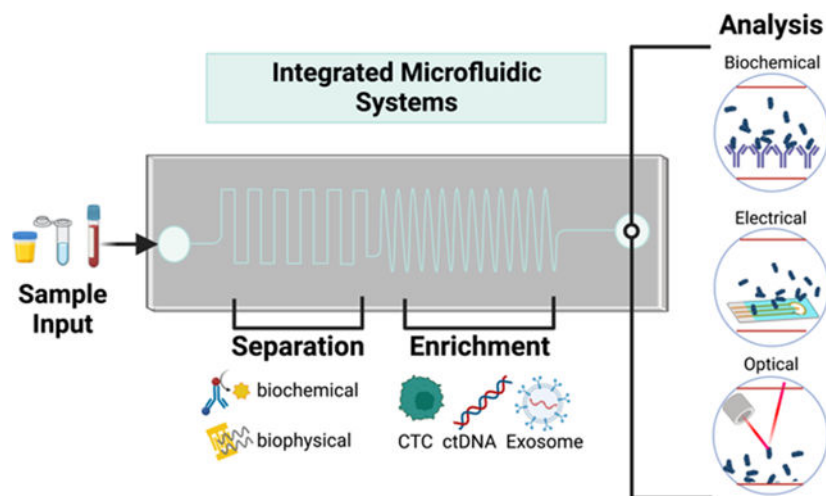 Integrated Microfluidic
Systems
Sample
Input
Separation
biochemical
biophysical
Enrichment
CTC ctDNA Exosome
Analysis
Biochemical
Electrical
Optical